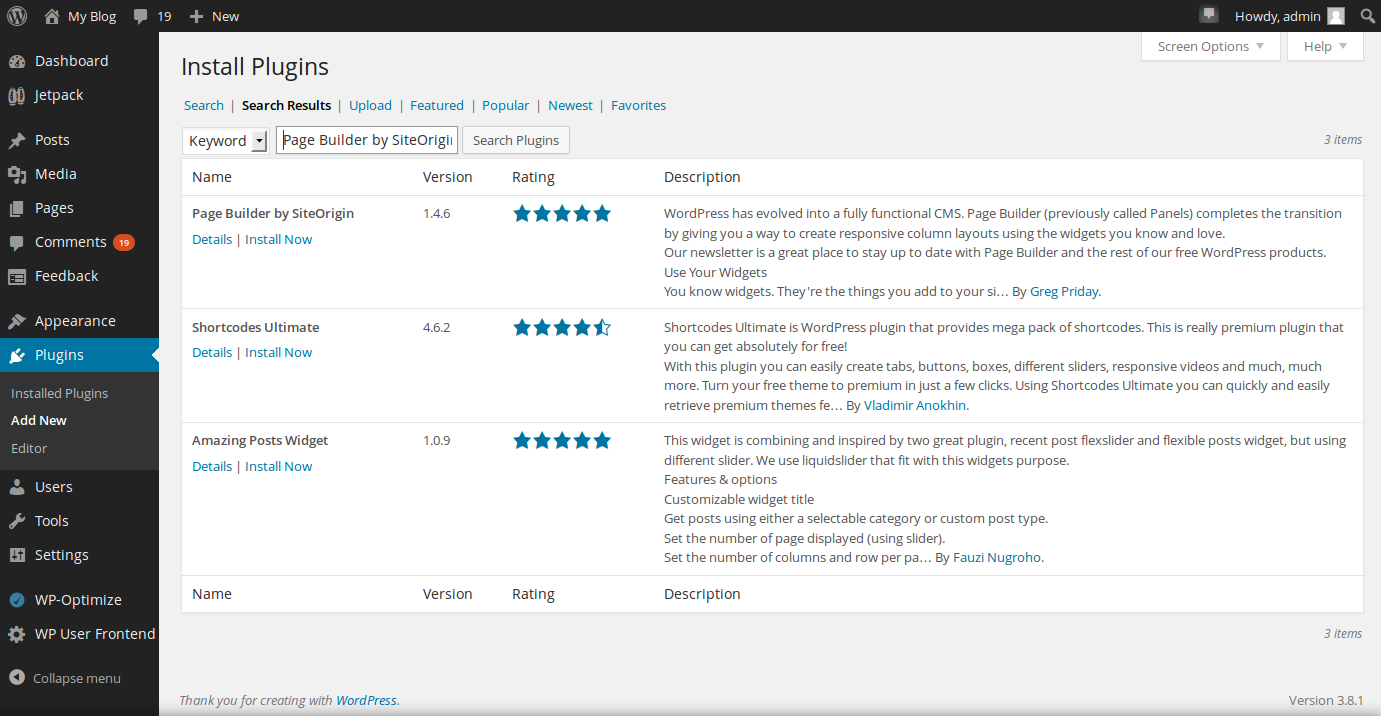 My Blog 19 New Howdy, admin
Screen Options Help
Dashboard
Jetpack
Posts
Media
Pages
Comments 19
Feedback
Appearance
Plugins
Installed Plugins
Add New
Editor
Users
Tools
Settings
WP-Optimize
WP User Frontend
Collapse menu
Install Plugins
Search | Search Results | Upload | Featured | Popular | Newest | Favorites
Keyword Page Builder by SiteOrigin Search Plugins 3 items
Name Version Rating Description
Page Builder by SiteOrigin 1.4.6
Details | Install Now
WordPress has evolved into a fully functional CMS. Page Builder (previously called Panels) completes the transition
by giving you a way to create responsive column layouts using the widgets you know and love.
Our newsletter is a great place to stay up to date with Page Builder and the rest of our free WordPress products.
Use Your Widgets
You know widgets. They're the things you add to your si… By Greg Priday.
Shortcodes Ultimate 4.6.2
Details | Install Now
Shortcodes Ultimate is WordPress plugin that provides mega pack of shortcodes. This is really premium plugin that
you can get absolutely for free!
With this plugin you can easily create tabs, buttons, boxes, different sliders, responsive videos and much, much
more. Turn your free theme to premium in just a few clicks. Using Shortcodes Ultimate you can quickly and easily
retrieve premium themes fe… By Vladimir Anokhin.
Amazing Posts Widget 1.0.9
Details | Install Now
This widget is combining and inspired by two great plugin, recent post flexslider and flexible posts widget, but using
different slider. We use liquidslider that fit with this widgets purpose.
Features & options
Customizable widget title
Get posts using either a selectable category or custom post type.
Set the number of page displayed (using slider).
Set the number of columns and row per pa… By Fauzi Nugroho.
Name Version Rating Description
3 items
Thank you for creating with WordPress. Version 3.8.1